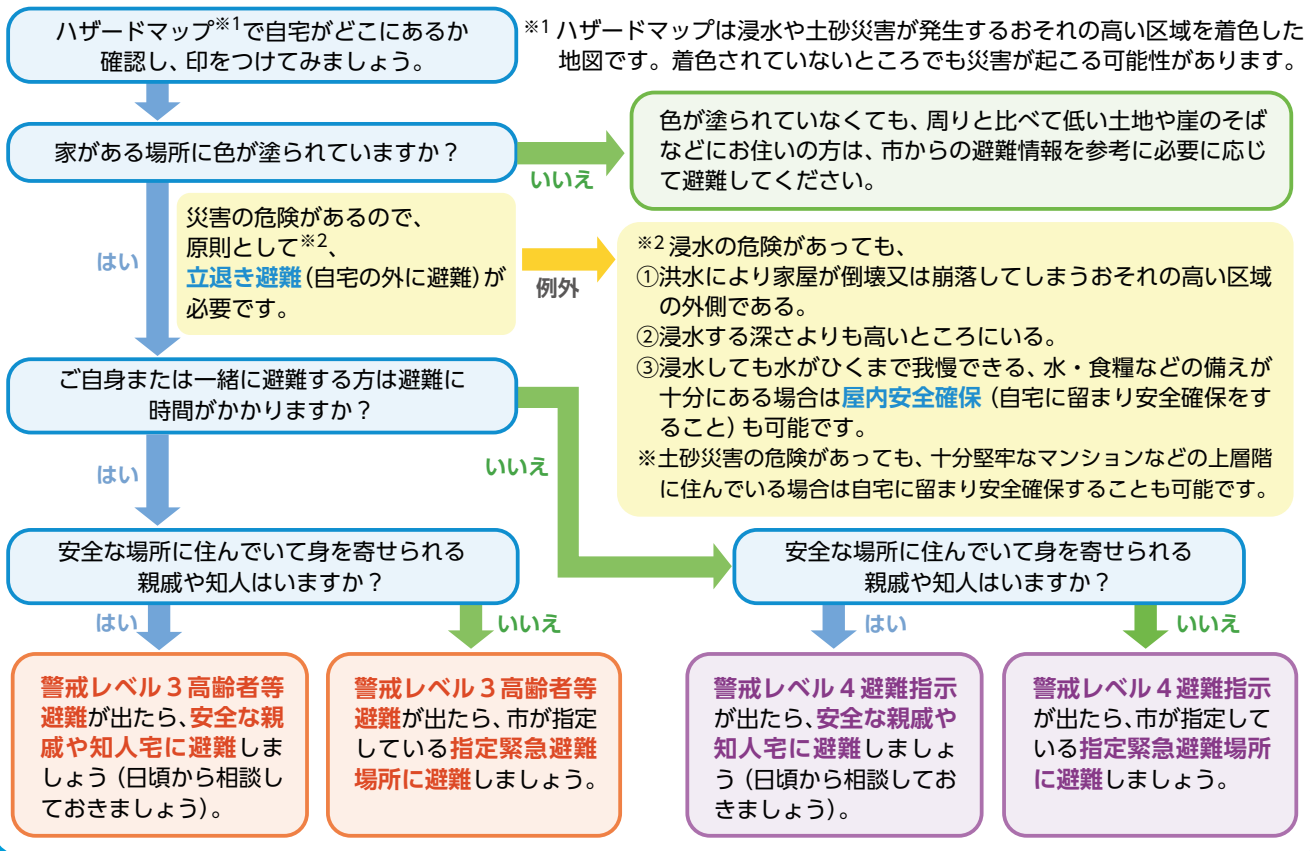 ハザードマップ※1で自宅がどこにあるか
確認し、印をつけてみましょう。
※1 ハザードマップは浸水や土砂災害が発生するおそれの高い区域を着色した
地図です。着色されていないところでも災害が起こる可能性があります。
家がある場所に色が塗られていますか？
いいえ
色が塗られていなくても、周りと比べて低い土地や崖のそば
などにお住いの方は、市からの避難情報を参考に必要に応じ
て避難してください。
はい
災害の危険があるので、
原則として※2、
立退き避難(自宅の外に避難)が
必要です。
例外
※2 浸水の危険があっても、
①洪水により家屋が倒壊又は崩落してしまうおそれの高い区域
の外側である。
②浸水する深さよりも高いところにいる。
③浸水しても水がひくまで我慢できる、水・食糧などの備えが
十分にある場合は屋内安全確保（自宅に留まり安全確保をす
ること）も可能です。
※土砂災害の危険があっても、十分堅牢なマンションなどの上層階
に住んでいる場合は自宅に留まり安全確保することも可能です。
ご自身または一緒に避難する方は避難に
時間がかかりますか？
はい
いいえ
安全な場所に住んでいて身を寄せられる
親戚や知人はいますか？
はい
いいえ
警戒レベル３高齢者等
避難が出たら、安全な親
戚や知人宅に避難しま
しょう（日頃から相談し
ておきましょう）。
警戒レベル３高齢者等
避難が出たら、市が指定
している指定緊急避難
場所に避難しましょう。
安全な場所に住んでいて身を寄せられる
親戚や知人はいますか？
はい
いいえ
警戒レベル４避難指示
が出たら、安全な親戚や
知人宅に避難しましょ
う（日頃から相談してお
きましょう）。
警戒レベル４避難指示
が出たら、市が指定して
いる指定緊急避難場所
に避難しましょう。